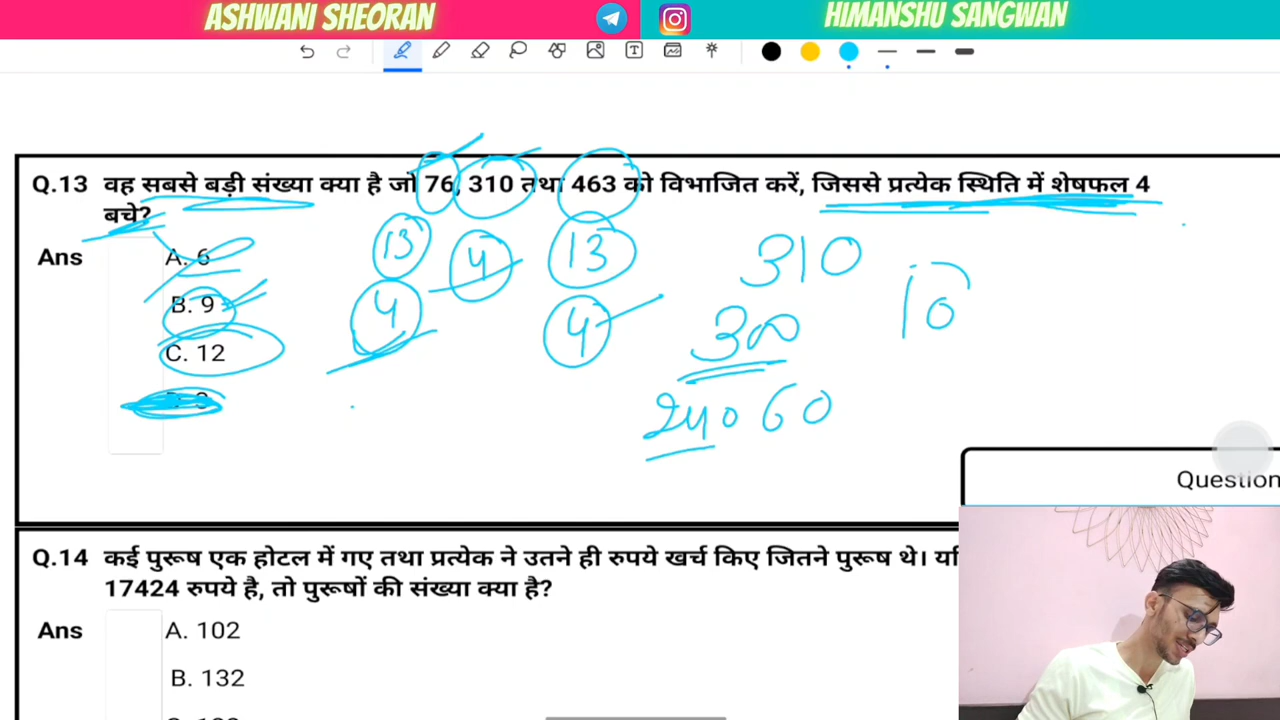 ASHWANI SHEORAN
HIMANSHU SANGWAN
Q.13 वह सबसे बड़ी संख्या क्या है जो 76, 310 तथा 463 को विभाजित करें, जिससे प्रत्येक स्थिति में शेषफल 4
बचे?
Ans
A. 6
B. 9
C. 12
13
4
13
4
4
310
300
240 60
10
Question
Q.14 कई पुरूष एक होटल में गए तथा प्रत्येक ने उतने ही रुपये खर्च किए जितने पुरूष थे। यि
17424 रुपये है, तो पुरूषों की संख्या क्या है?
Ans
A. 102
B. 132